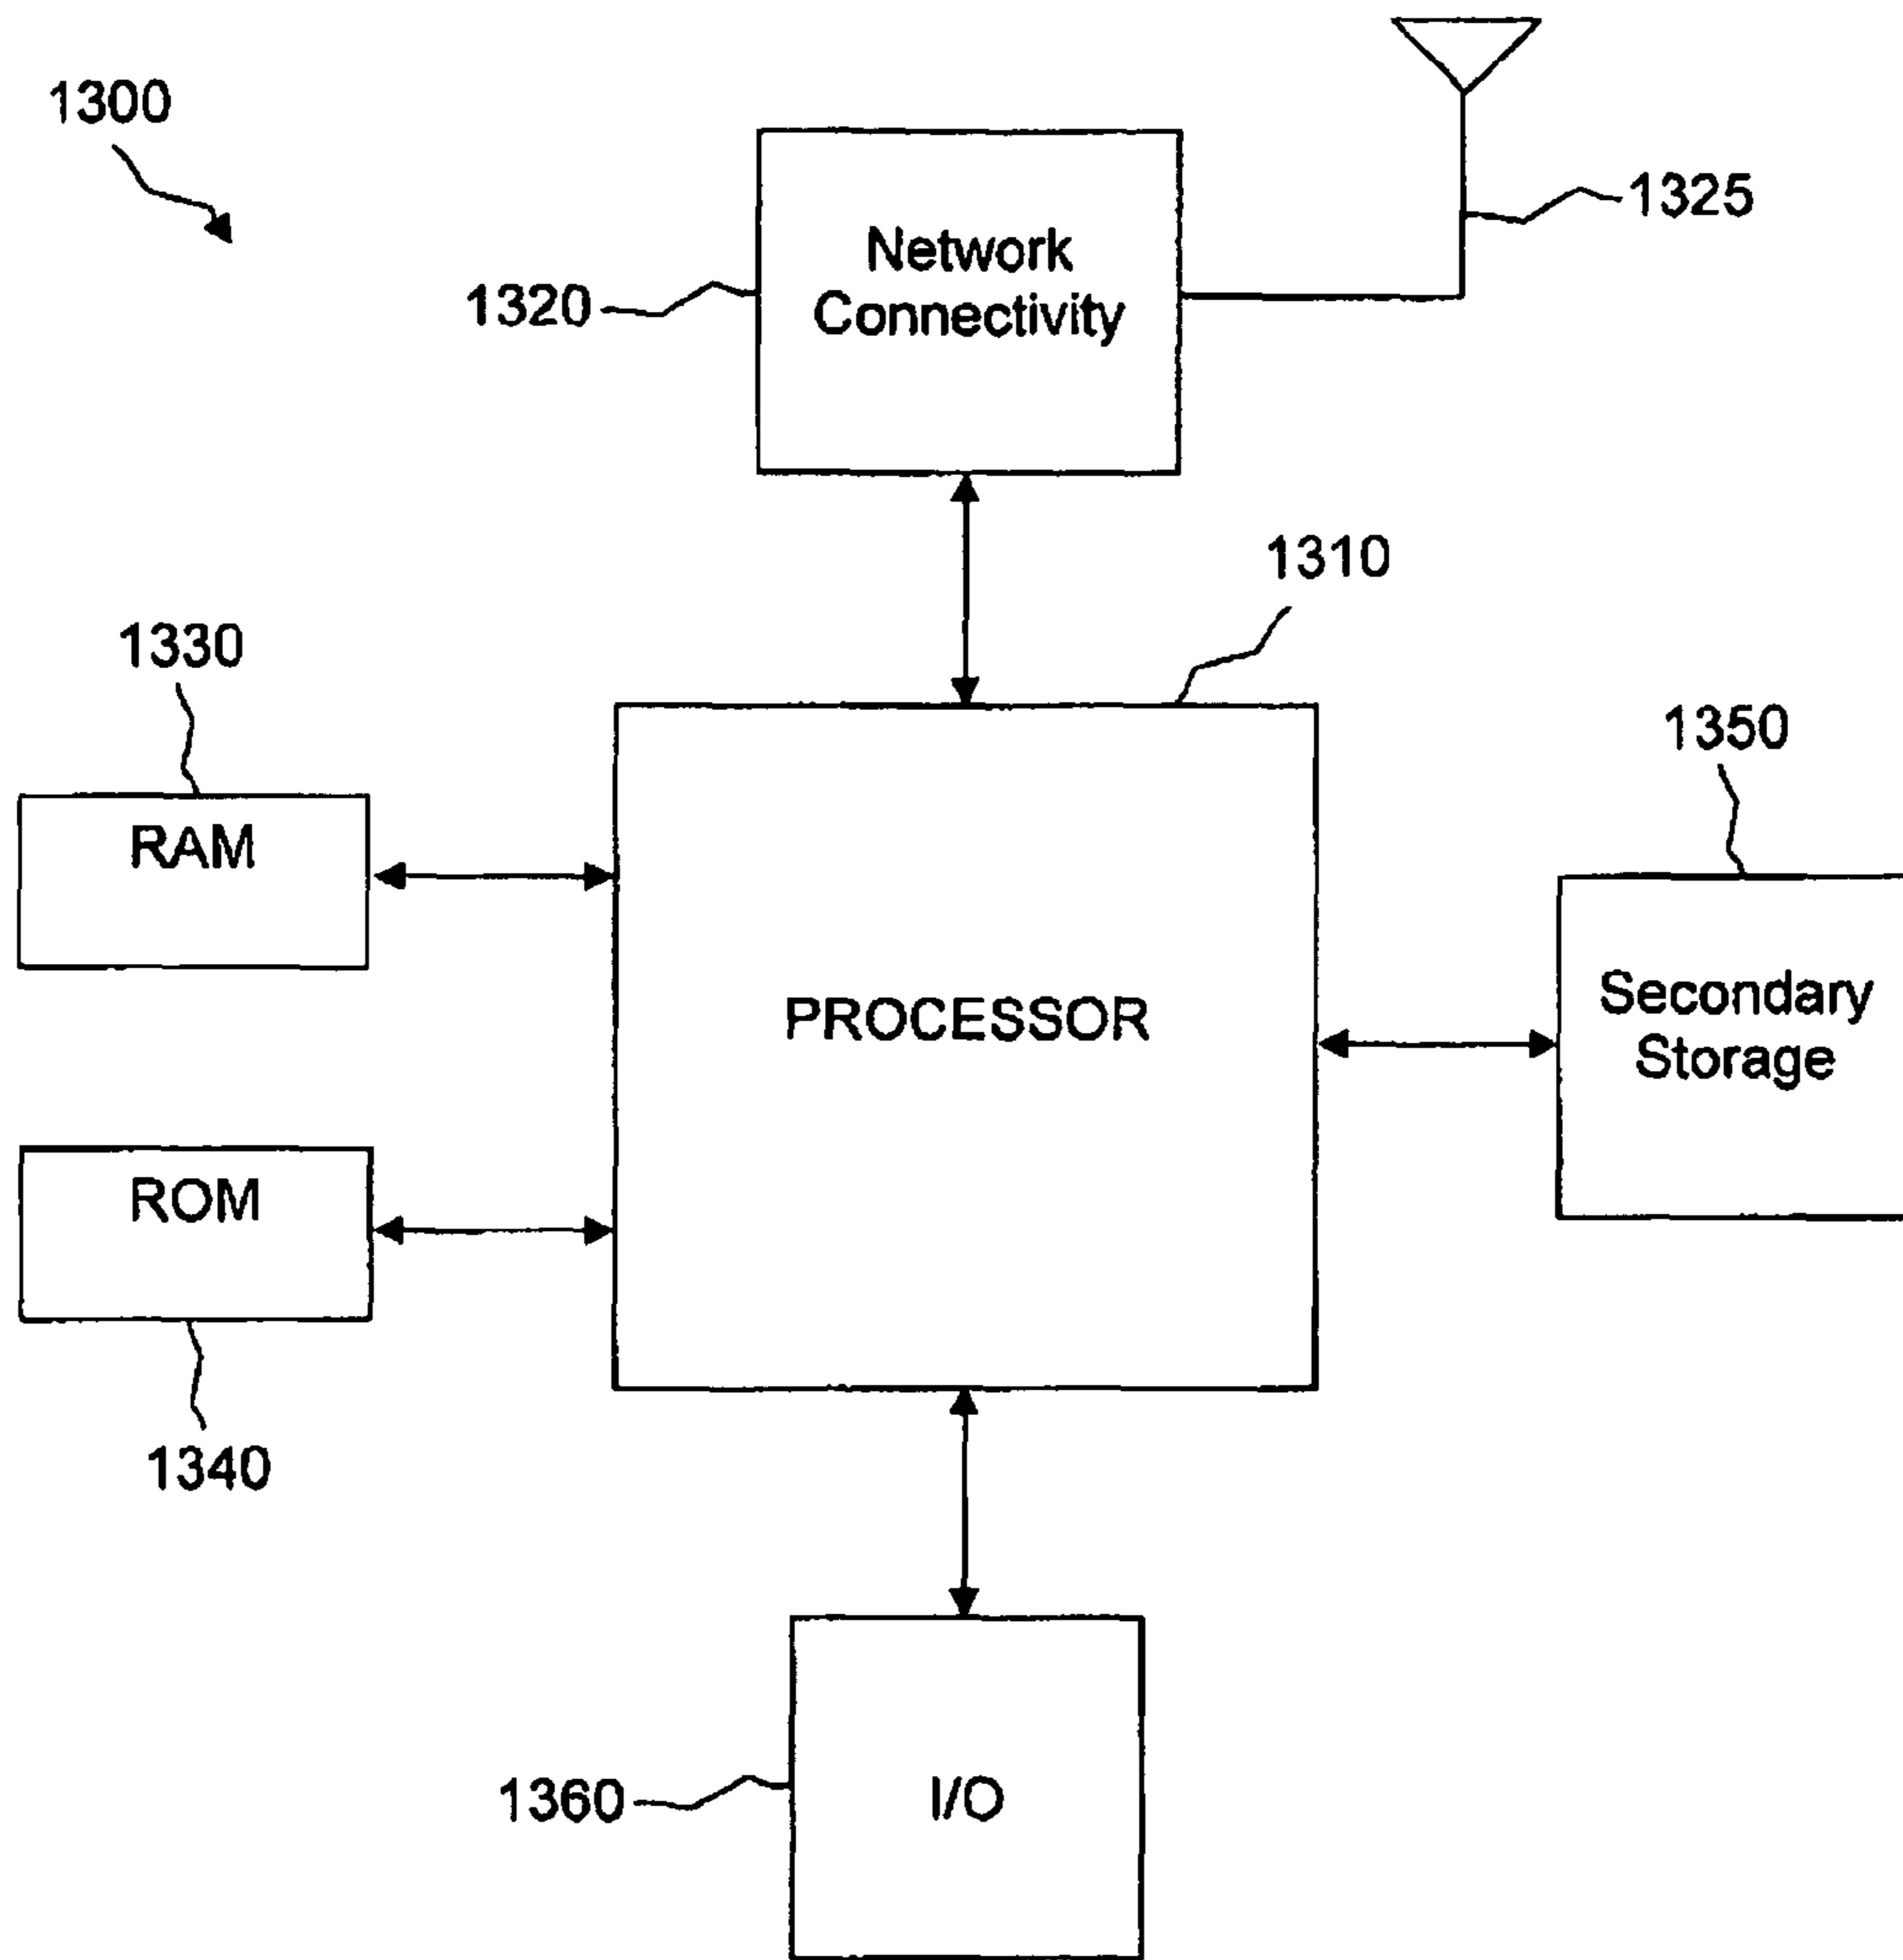 1300
1325
Network
Connectivity
1320
1310
1330
1350
RAM
Secondary
Storage
PROCESSOR
ROM
1340
1360
I/O